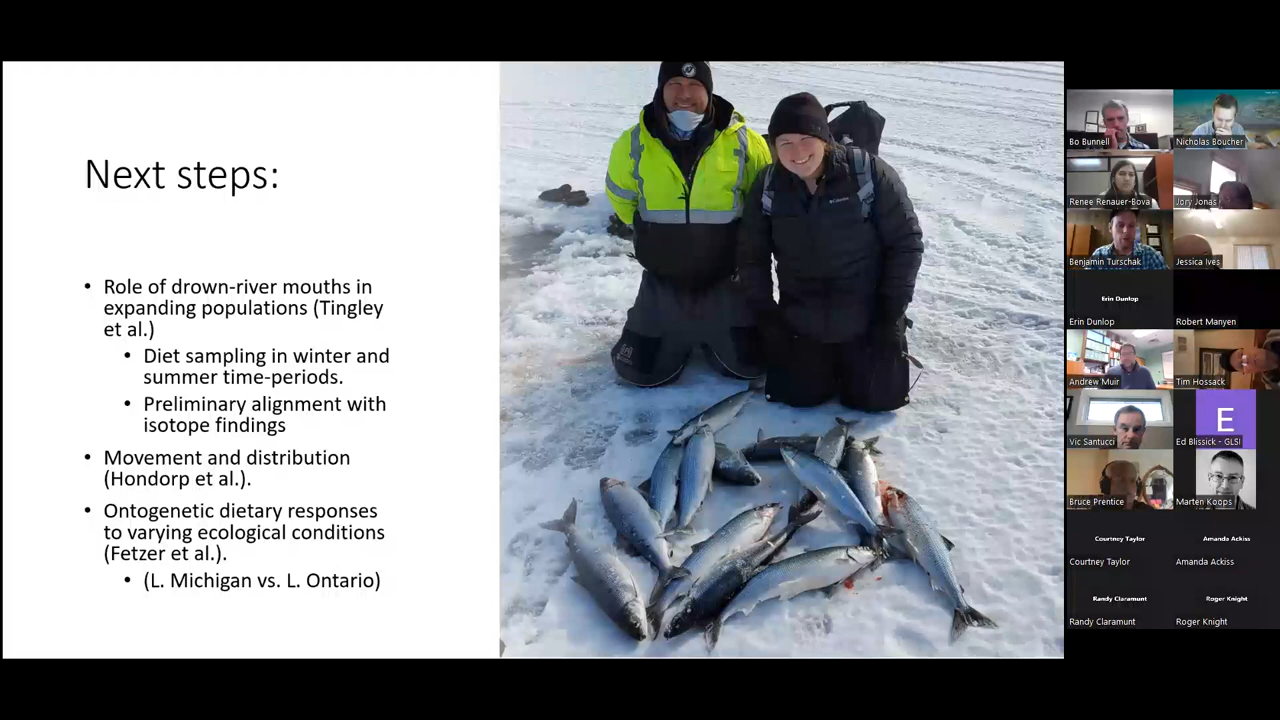 Next steps:
• Role of drown-river mouths in
expanding populations (Tingley
et al.)
• Diet sampling in winter and
summer time-periods.
• Preliminary alignment with
isotope findings
• Movement and distribution
(Hondorp et al.).
• Ontogenetic dietary responses
to varying ecological conditions
(Fetzer et al.).
• (L. Michigan vs. L. Ontario)
Columbia
Bo Bunnell
Nicholas Boucher
Renee Renauer-Bova
Jory Jonas
Benjamin Turschak
Jessica Ives
Erin Dunlop
Erin Dunlop
Robert Manyen
Andrew Muir
Tim Hossack
Vic Santucci
E
Ed Blissick - GLSI
Bruce Prentice
Marten Koops
Courtney Taylor
Amanda Ackiss
Courtney Taylor
Amanda Ackiss
Randy Claramunt
Roger Knight
Randy Claramunt
Roger Knight